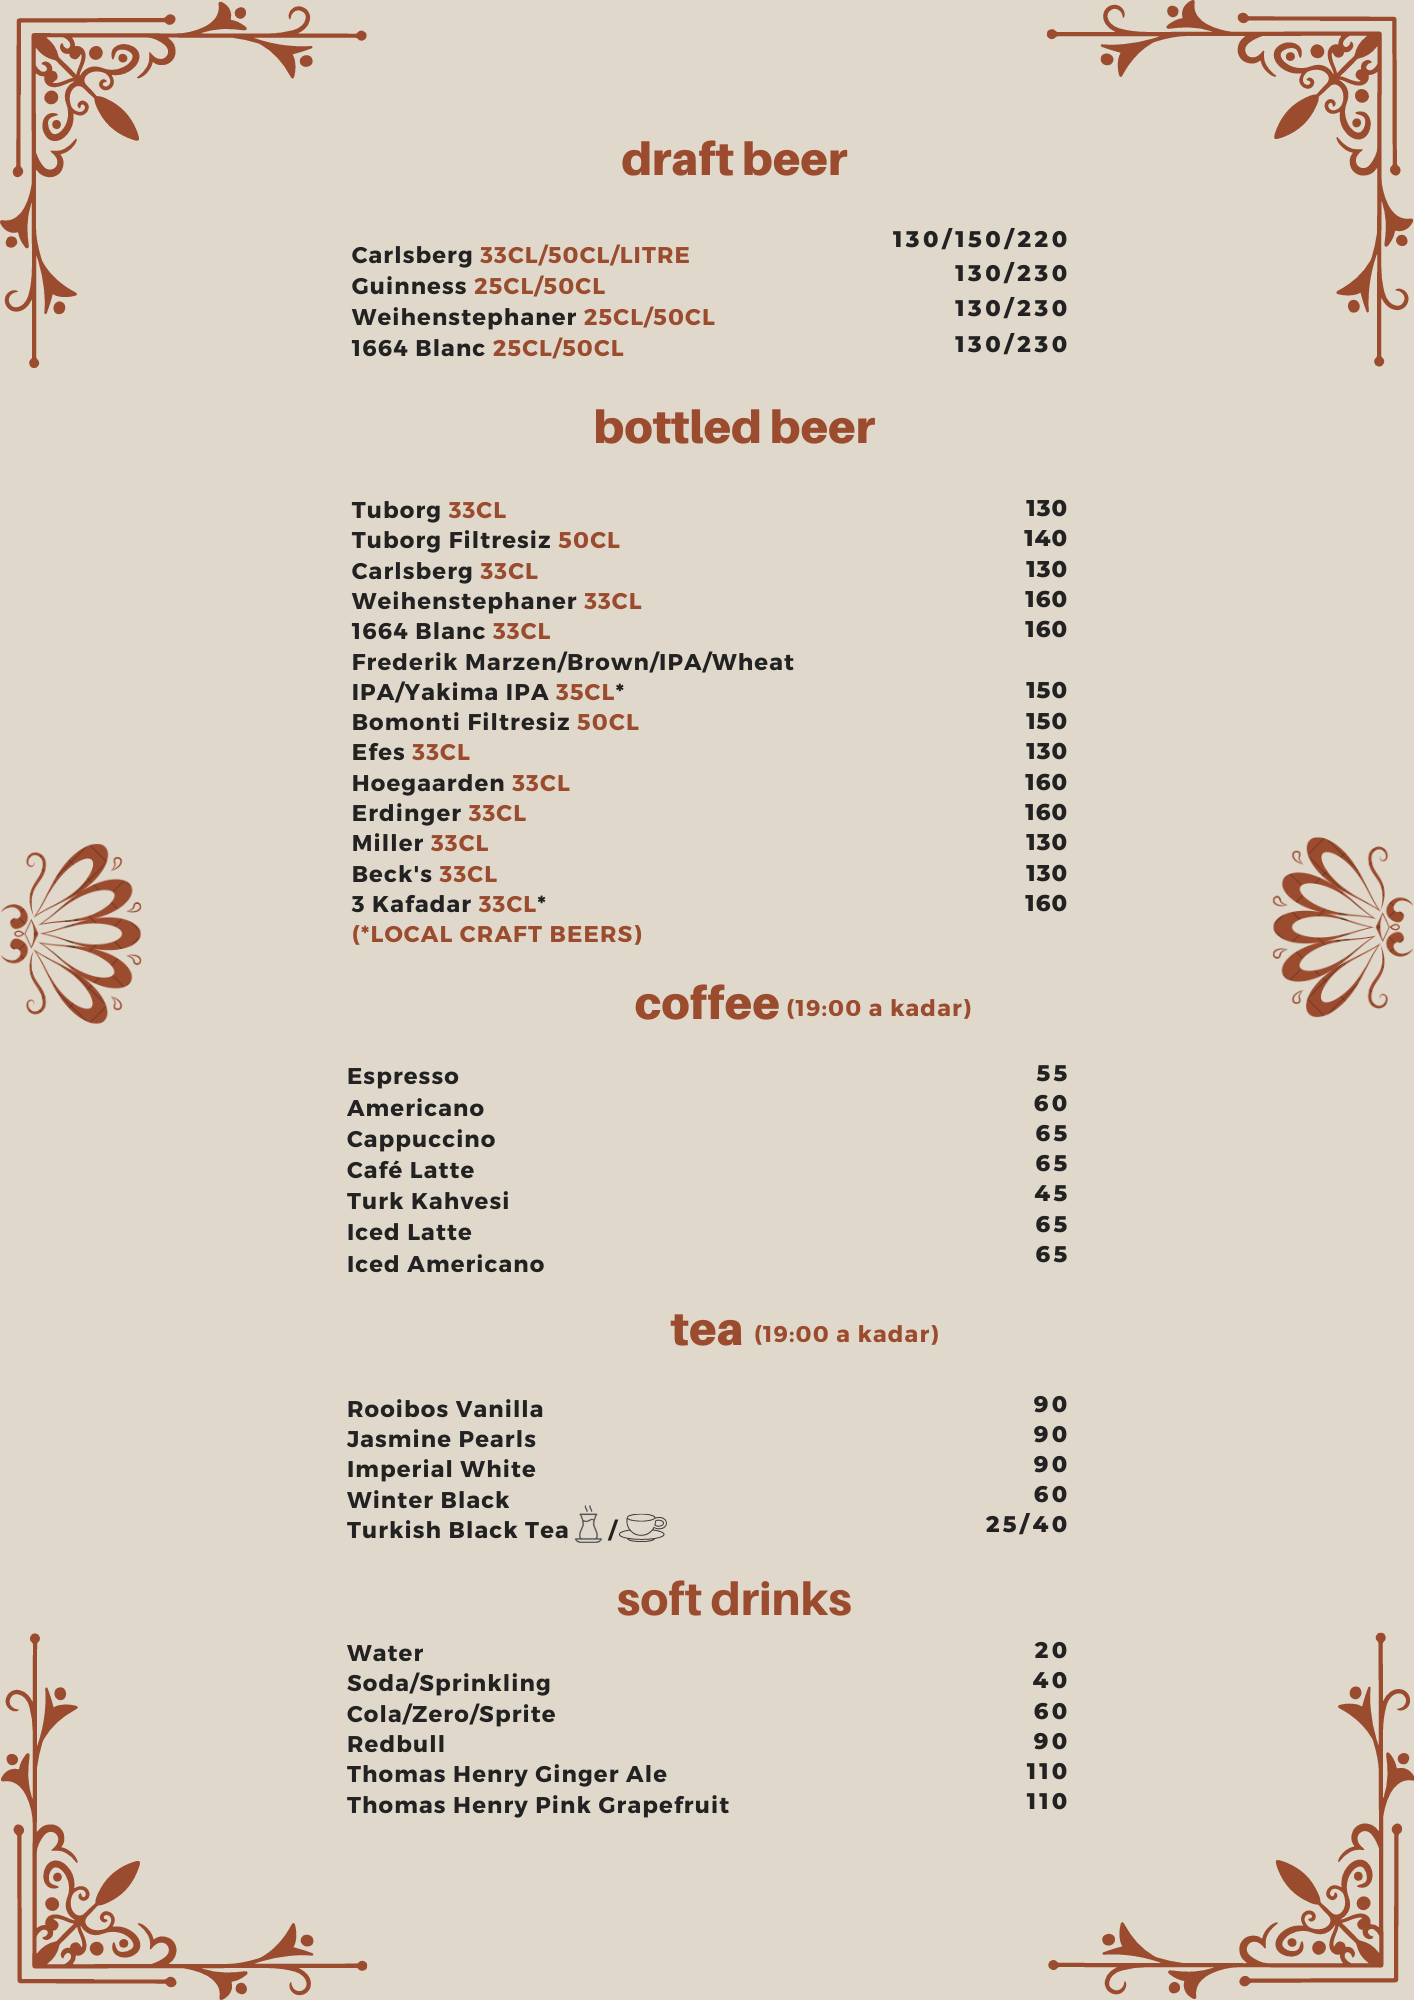 draft beer
Carlsberg 33CL/50CL/LITRE 130/150/220
Guinness 25CL/50CL 130/230
Weihenstephaner 25CL/50CL 130/230
1664 Blanc 25CL/50CL 130/230
bottled beer
Tuborg 33CL 130
Tuborg Filtresiz 50CL 140
Carlsberg 33CL 130
Weihenstephaner 33CL 160
1664 Blanc 33CL 160
Frederik Marzen/Brown/IPA/Wheat
IPA/Yakima IPA 35CL* 150
Bomonti Filtresiz 50CL 150
Efes 33CL 130
Hoegaarden 33CL 160
Erdinger 33CL 160
Miller 33CL 130
Beck's 33CL 130
3 Kafadar 33CL* 160
(*LOCAL CRAFT BEERS)
coffee (19:00 a kadar)
Espresso 55
Americano 60
Cappuccino 65
Café Latte 65
Turk Kahvesi 45
Iced Latte 65
Iced Americano 65
tea (19:00 a kadar)
Rooibos Vanilla 90
Jasmine Pearls 90
Imperial White 90
Winter Black 60
Turkish Black Tea / 25/40
soft drinks
Water 20
Soda/Sprinkling 40
Cola/Zero/Sprite 60
Redbull 90
Thomas Henry Ginger Ale 110
Thomas Henry Pink Grapefruit 110